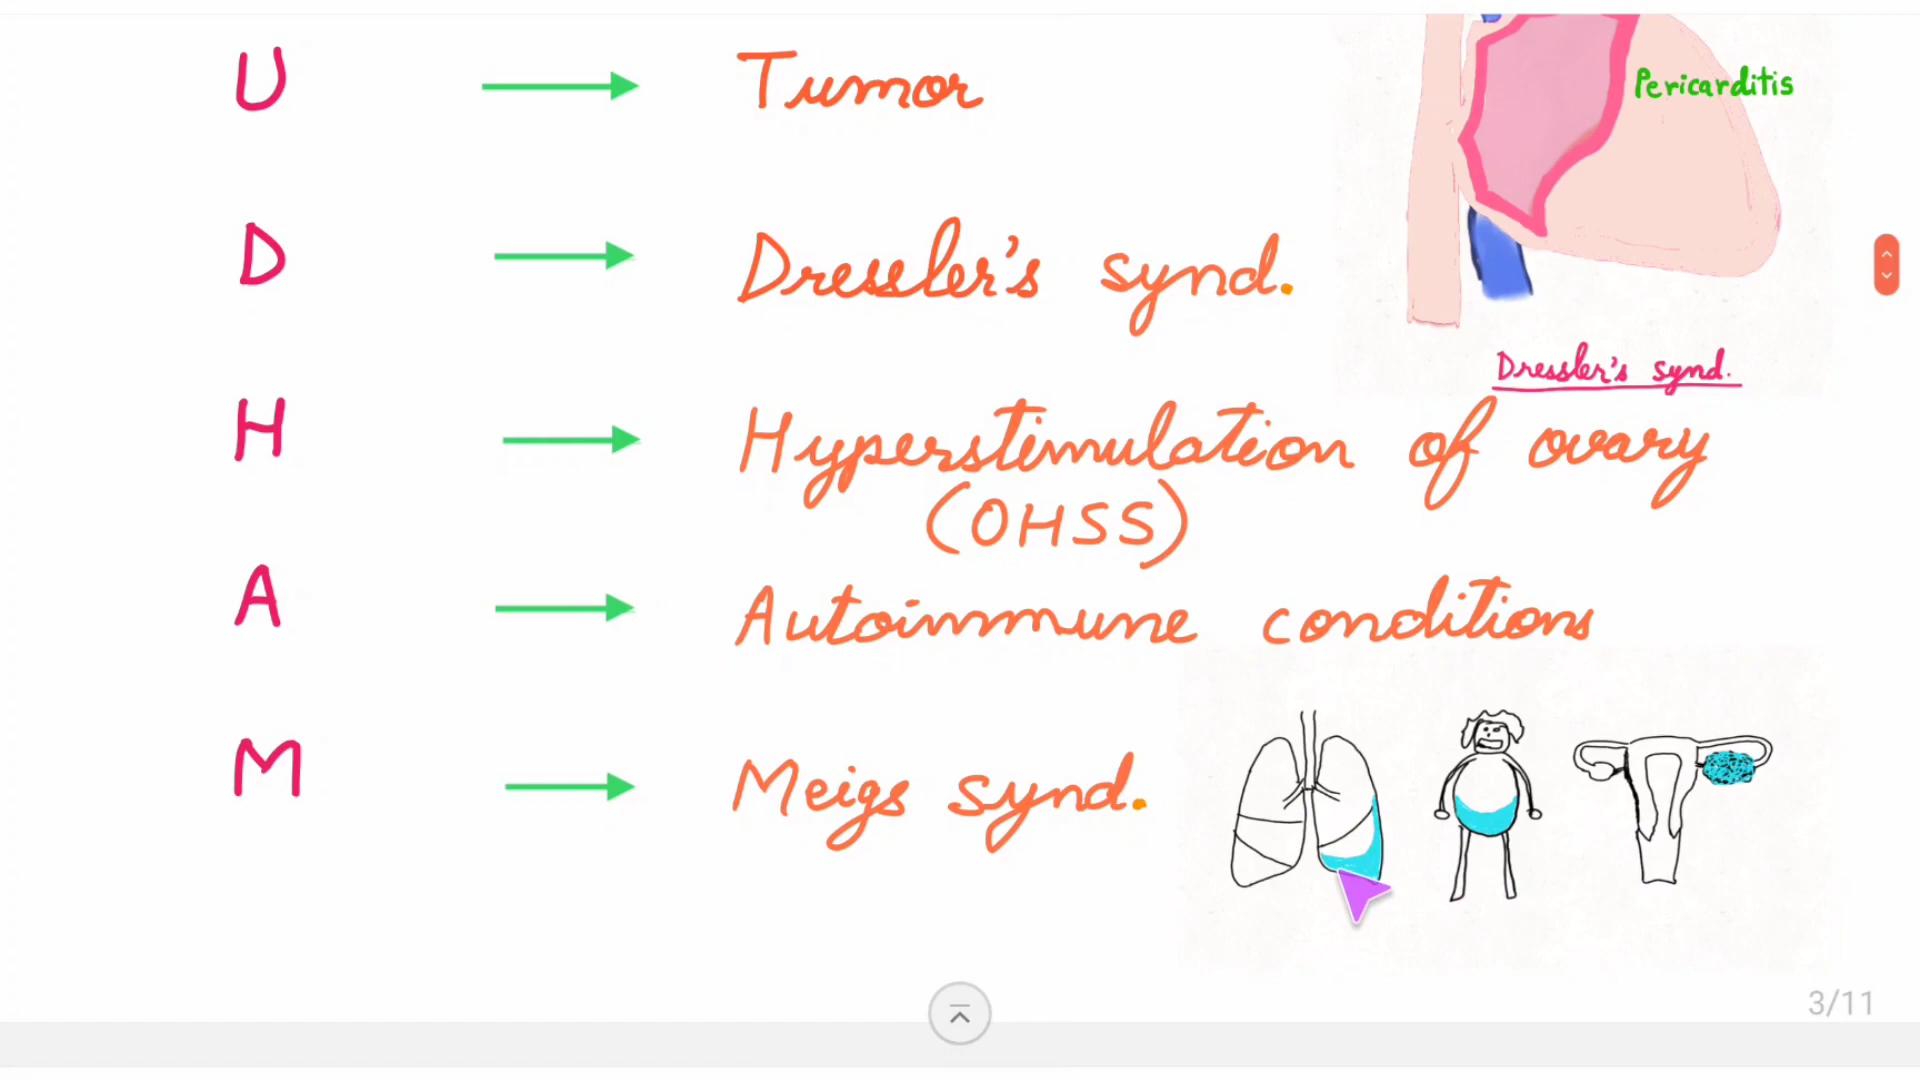 U → Tumor
Pericarditis
D → Dressler's synd.
Dressler's synd.
H → Hyperstimulation of ovary
(OHSS)
A → Autoimmune conditions
M → Meigs synd.
3/11